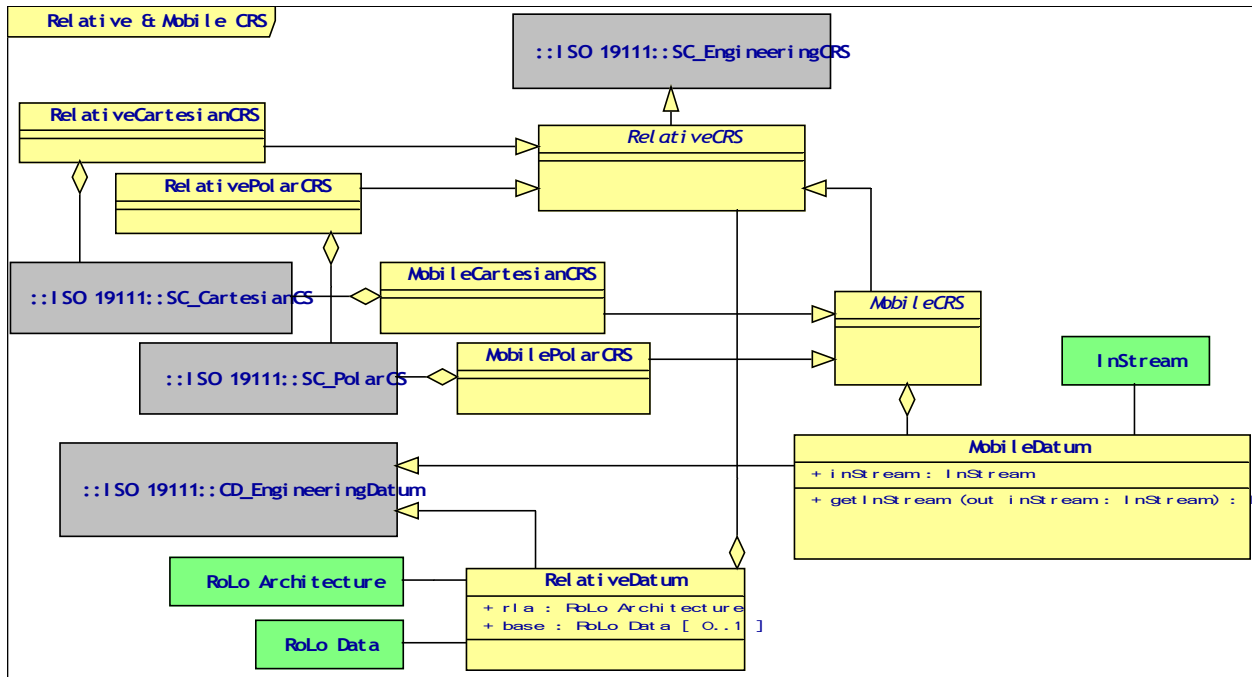 Relative & Mobile CRS
::ISO 19111::SC_EngineeringCRS
RelativeCartesianCRS
RelativeCRS
RelativePolarCRS
::ISO 19111::SC_CartesianCS
MobileCartesianCRS
MobileCRS
::ISO 19111::SC_PolarCS
MobilePolarCRS
InStream
MobileDatum
+ inStream : InStream
+ getInStream (out inStream : InStream) :
::ISO 19111::CD_EngineeringDatum
RoLo Architecture
RelativeDatum
+ rla : RoLo Architecture
+ base : RoLo Data [ 0..1 ]
RoLo Data